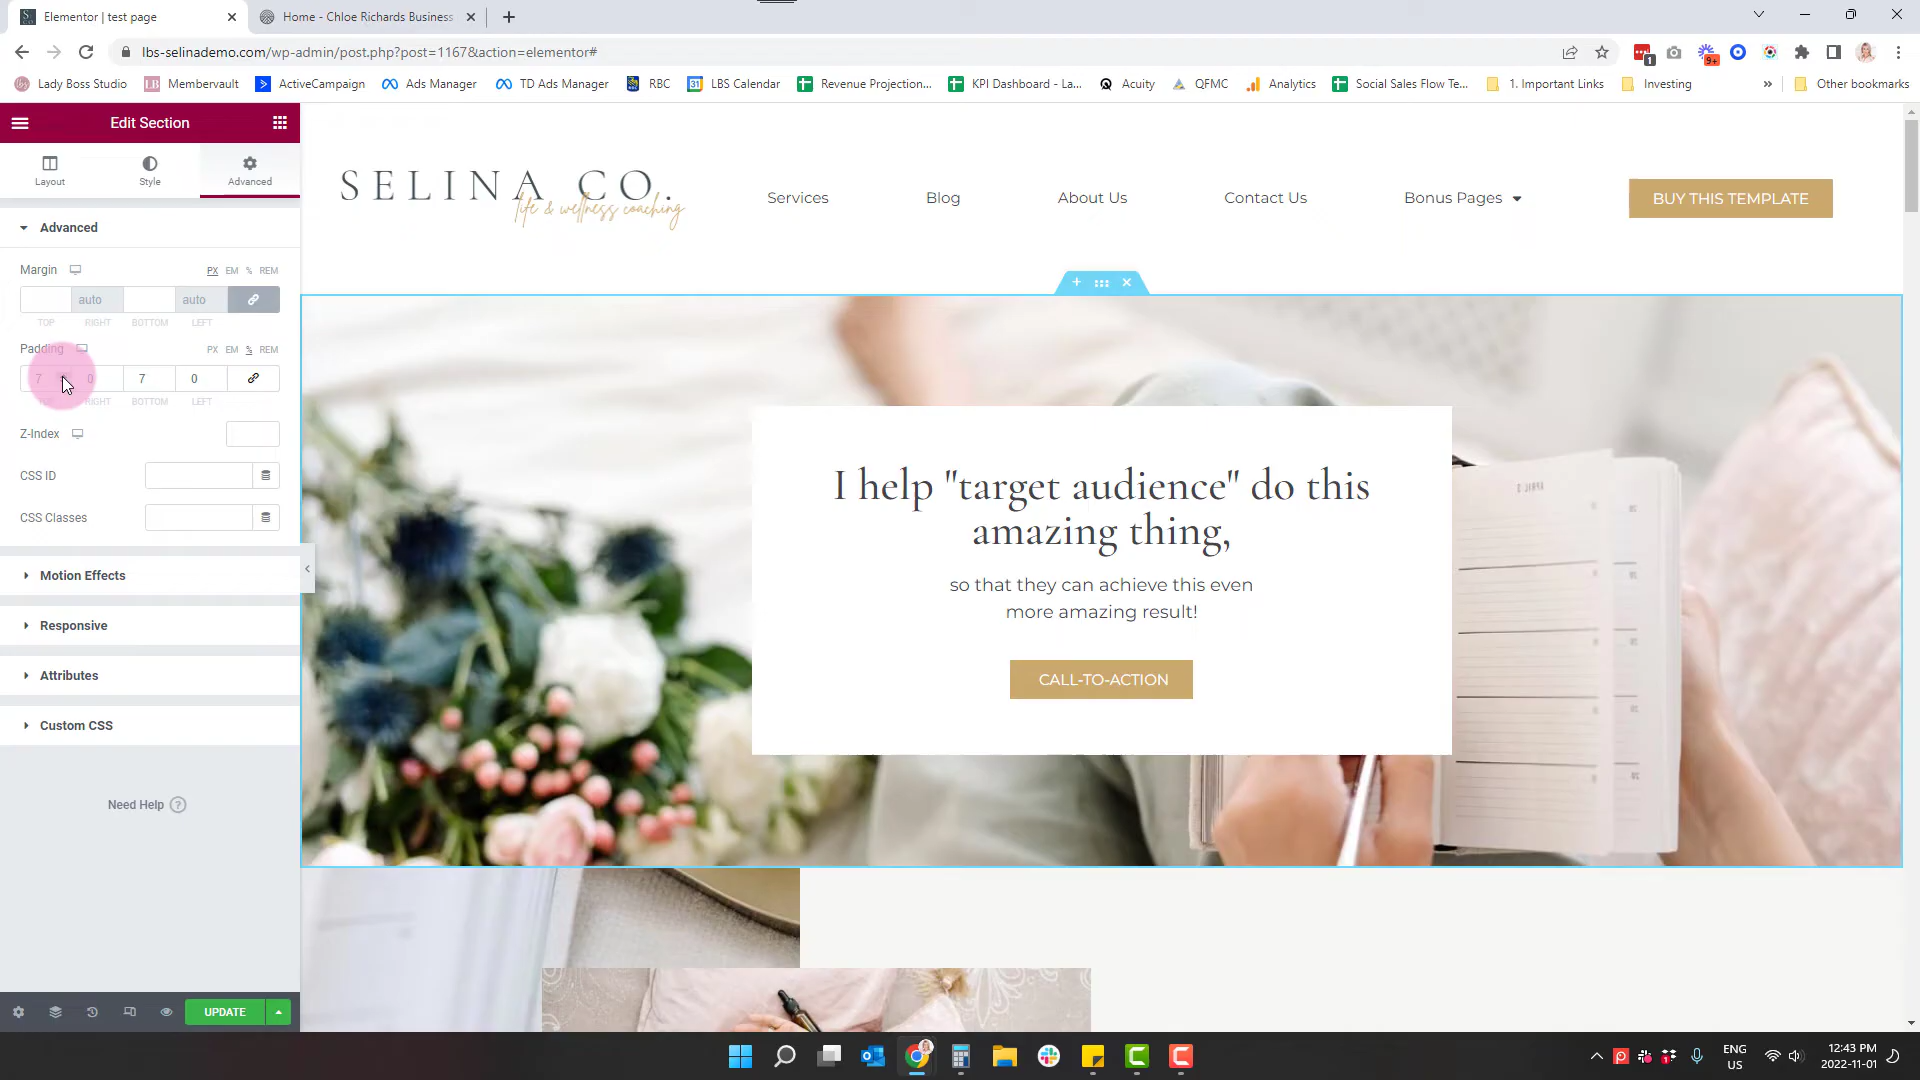 Elementor | test page
Home - Chloe Richards Business
lbs-selinademo.com/wp-admin/post.php?post=1167&action=elementor#
1
9+
Lady Boss Studio
Membervault
ActiveCampaign
Ads Manager
TD Ads Manager
RBC
LBS Calendar
Revenue Projection...
KPI Dashboard - La...
Acuity
QFMC
Analytics
Social Sales Flow Te...
1. Important Links
Investing
»
Other bookmarks
Edit Section
Layout
Style
Advanced
Advanced
Margin
PX EM % REM
auto
auto
TOP RIGHT BOTTOM LEFT
Padding
PX EM % REM
7 0 7 0
TOP RIGHT BOTTOM LEFT
Z-Index
CSS ID
CSS Classes
Motion Effects
Responsive
Attributes
Custom CSS
Need Help ?
UPDATE
SELINA CO.
life & wellness coaching
Services
Blog
About Us
Contact Us
Bonus Pages
BUY THIS TEMPLATE
I help "target audience" do this
amazing thing,
so that they can achieve this even
more amazing result!
CALL-TO-ACTION
ENG
US
12:43 PM
2022-11-01